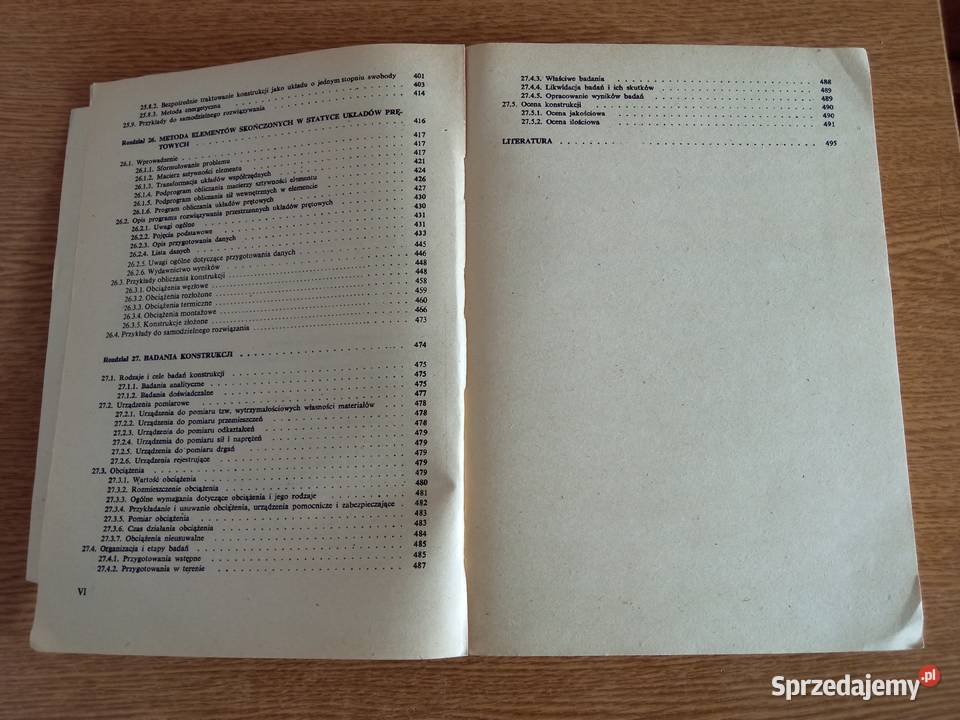 25.8.2. Bezpośrednie traktowanie konstrukcji jako układu o jednym stopniu swobody 401
25.8.3. Metoda energetyczna 403
25.9. Przykłady do samodzielnego rozwiązywania 414
Rozdział 26. METODA ELEMENTÓW SKOŃCZONYCH W STATYCE UKŁADÓW PRĘ-
TOWYCH 416
26.1. Wprowadzenie 417
26.1.1. Sformułowanie problemu 417
26.1.2. Macierz sztywności elementu 417
26.1.3. Transformacja układów współrzędnych 421
26.1.4. Podprogram obliczania macierzy sztywności elementu 424
26.1.5. Podprogram obliczania sił wewnętrznych w elemencie 426
26.1.6. Program obliczania układów prętowych 427
26.2. Opis programu rozwiązywania przestrzennych układów prętowych 430
26.2.1. Uwagi ogólne 430
26.2.2. Pojęcia podstawowe 431
26.2.3. Opis przygotowania danych 431
26.2.4. Lista danych 433
26.2.5. Uwagi ogólne dotyczące przygotowania danych 445
26.2.6. Wydawnictwo wyników 446
26.3. Przykłady obliczania konstrukcji 448
26.3.1. Obciążenia węzłowe 448
26.3.2. Obciążenia rozłożone 458
26.3.3. Obciążenia termiczne 459
26.3.4. Obciążenia montażowe 460
26.3.5. Konstrukcje złożone 466
26.4. Przykłady do samodzielnego rozwiązania 473
Rozdział 27. BADANIA KONSTRUKCJI 474
27.1. Rodzaje i cele badań konstrukcji 475
27.1.1. Badania analityczne 475
27.1.2. Badania doświadczalne 475
27.2. Urządzenia pomiarowe 477
27.2.1. Urządzenia do pomiaru tzw. wytrzymałościowych własności materiałów 478
27.2.2. Urządzenia do pomiaru przemieszczeń 478
27.2.3. Urządzenia do pomiaru odkształceń 478
27.2.4. Urządzenia do pomiaru sił i naprężeń 479
27.2.5. Urządzenia do pomiaru drgań 479
27.2.6. Urządzenia rejestrujące 479
27.3. Obciążenia 479
27.3.1. Wartość obciążenia 479
27.3.2. Rozmieszczenie obciążenia 480
27.3.3. Ogólne wymagania dotyczące obciążenia i jego rodzaje 481
27.3.4. Przykładanie i usuwanie obciążenia, urządzenia pomocnicze i zabezpieczające 482
27.3.5. Pomiar obciążenia 483
27.3.6. Czas działania obciążenia 483
27.3.7. Obciążenia nieusuwalne 484
27.4. Organizacja i etapy badań 485
27.4.1. Przygotowania wstępne 485
27.4.2. Przygotowania w terenie 487
VI
27.4.3. Właściwe badania 488
27.4.4. Likwidacja badań i ich skutków 489
27.4.5. Opracowanie wyników badań 489
27.5. Ocena konstrukcji 490
27.5.1. Ocena jakościowa 490
27.5.2. Ocena ilościowa 491
LITERATURA 495
Sprzedajemy.pl